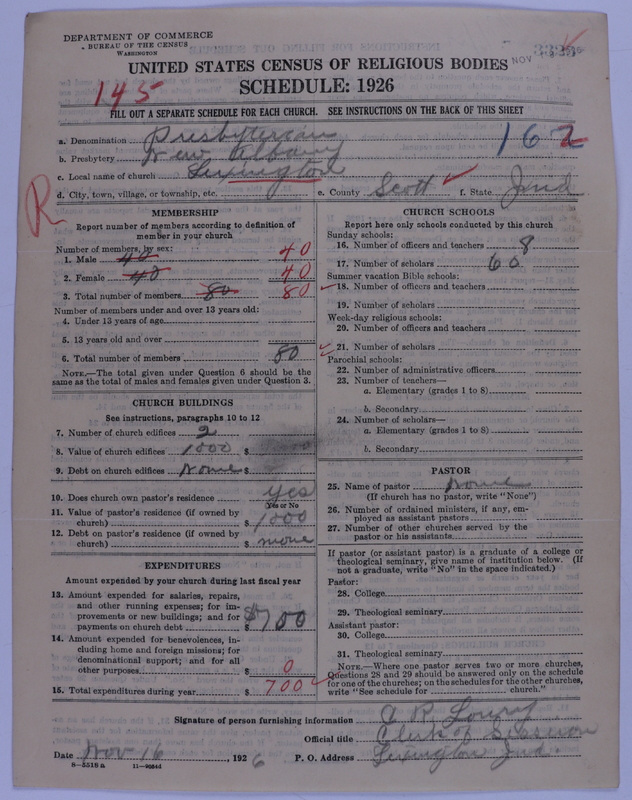 DEPARTMENT OF COMMERCE
BUREAU OF THE CENSUS
WASHINGTON
UNITED STATES CENSUS OF RELIGIOUS BODIES
SCHEDULE: 1926
145
FILL OUT A SEPARATE SCHEDULE FOR EACH CHURCH. SEE INSTRUCTIONS ON THE BACK OF THIS SHEET
a. Denomination Presbyterian
162
b. Presbytery New Albany
c. Local name of church Lexington
d. City, town, village, or township, etc. e. County Scott f. State Ind
R
MEMBERSHIP
Report number of members according to definition of
member in your church
Number of members, by sex:
1. Male 40 40
2. Female 40 40
3. Total number of members 80 80
Number of members under and over 13 years old:
4. Under 13 years of age
5. 13 years old and over
6. Total number of members 80
NOTE.—The total given under Question 6 should be the
same as the total of males and females given under Question 3.
CHURCH BUILDINGS
See instructions, paragraphs 10 to 12
7. Number of church edifices 2
8. Value of church edifices 1000 $
9. Debt on church edifices None $
10. Does church own pastor's residence yes
Yes or No
11. Value of pastor's residence (if owned by
church) $ 1000
12. Debt on pastor's residence (if owned by
church) $ none
EXPENDITURES
Amount expended by your church during last fiscal year
13. Amount expended for salaries, repairs,
and other running expenses; for im-
provements or new buildings; and for
payments on church debt $ $700
14. Amount expended for benevolences, in-
cluding home and foreign missions; for
denominational support; and for all
other purposes $ 0
15. Total expenditures during year $ 700
CHURCH SCHOOLS
Report here only schools conducted by this church
Sunday schools:
16. Number of officers and teachers 8
17. Number of scholars 60
Summer vacation Bible schools:
18. Number of officers and teachers
19. Number of scholars
Week-day religious schools:
20. Number of officers and teachers
21. Number of scholars
Parochial schools:
22. Number of administrative officers
23. Number of teachers—
a. Elementary (grades 1 to 8)
b. Secondary
24. Number of scholars—
a. Elementary (grades 1 to 8)
b. Secondary
PASTOR
25. Name of pastor None
(If church has no pastor, write "None")
26. Number of ordained ministers, if any, em-
ployed as assistant pastors
27. Number of other churches served by the
pastor or his assistants
If pastor (or assistant pastor) is a graduate of a college or
theological seminary, give name of institution below. (If
not a graduate, write "No" in the space indicated.)
Pastor:
28. College
29. Theological seminary
Assistant pastor:
30. College
31. Theological seminary
NOTE.—Where one pastor serves two or more churches,
Questions 28 and 29 should be answered only on the schedule
for one of the churches; on the schedules for the other churches,
write "See schedule for church."
Signature of person furnishing information
Official title Clerk of Session
Date Nov 16, 1926 P. O. Address Lexington Ind.
8—5518 a